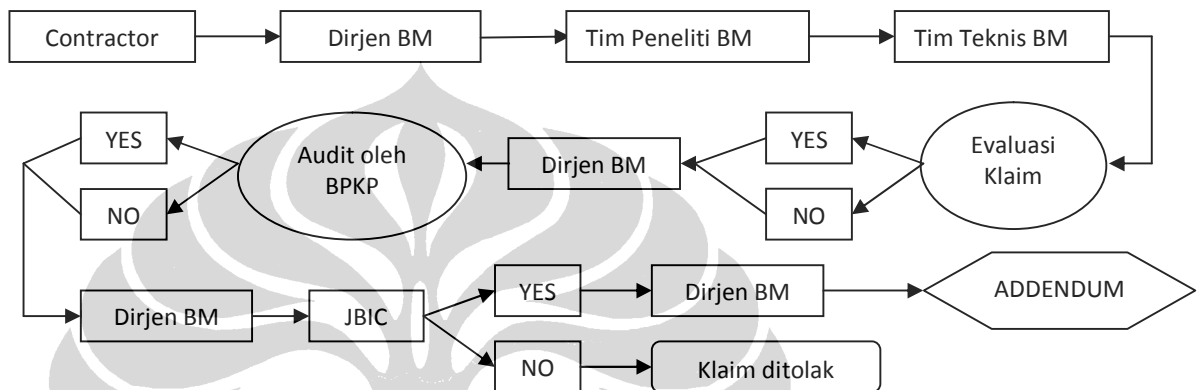 Contractor
Dirjen BM
Tim Peneliti BM
Tim Teknis BM
Evaluasi
Klaim
YES
NO
Dirjen BM
Audit oleh
BPKP
YES
NO
Dirjen BM
JBIC
YES
Dirjen BM
ADDENDUM
NO
Klaim ditolak